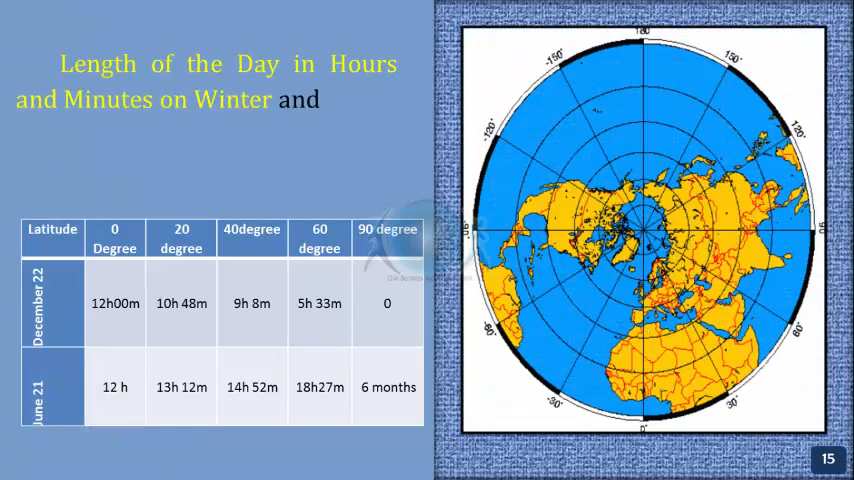 Length of the Day in Hours
and Minutes on Winter and
Latitude 0 Degree 20 degree 40degree 60 degree 90 degree
December 22 12h00m 10h 48m 9h 8m 5h 33m 0
June 21 12 h 13h 12m 14h 52m 18h27m 6 months
180
-150° 150°
-120° 120°
90°
-60° 60°
-30° 30°
0°
15